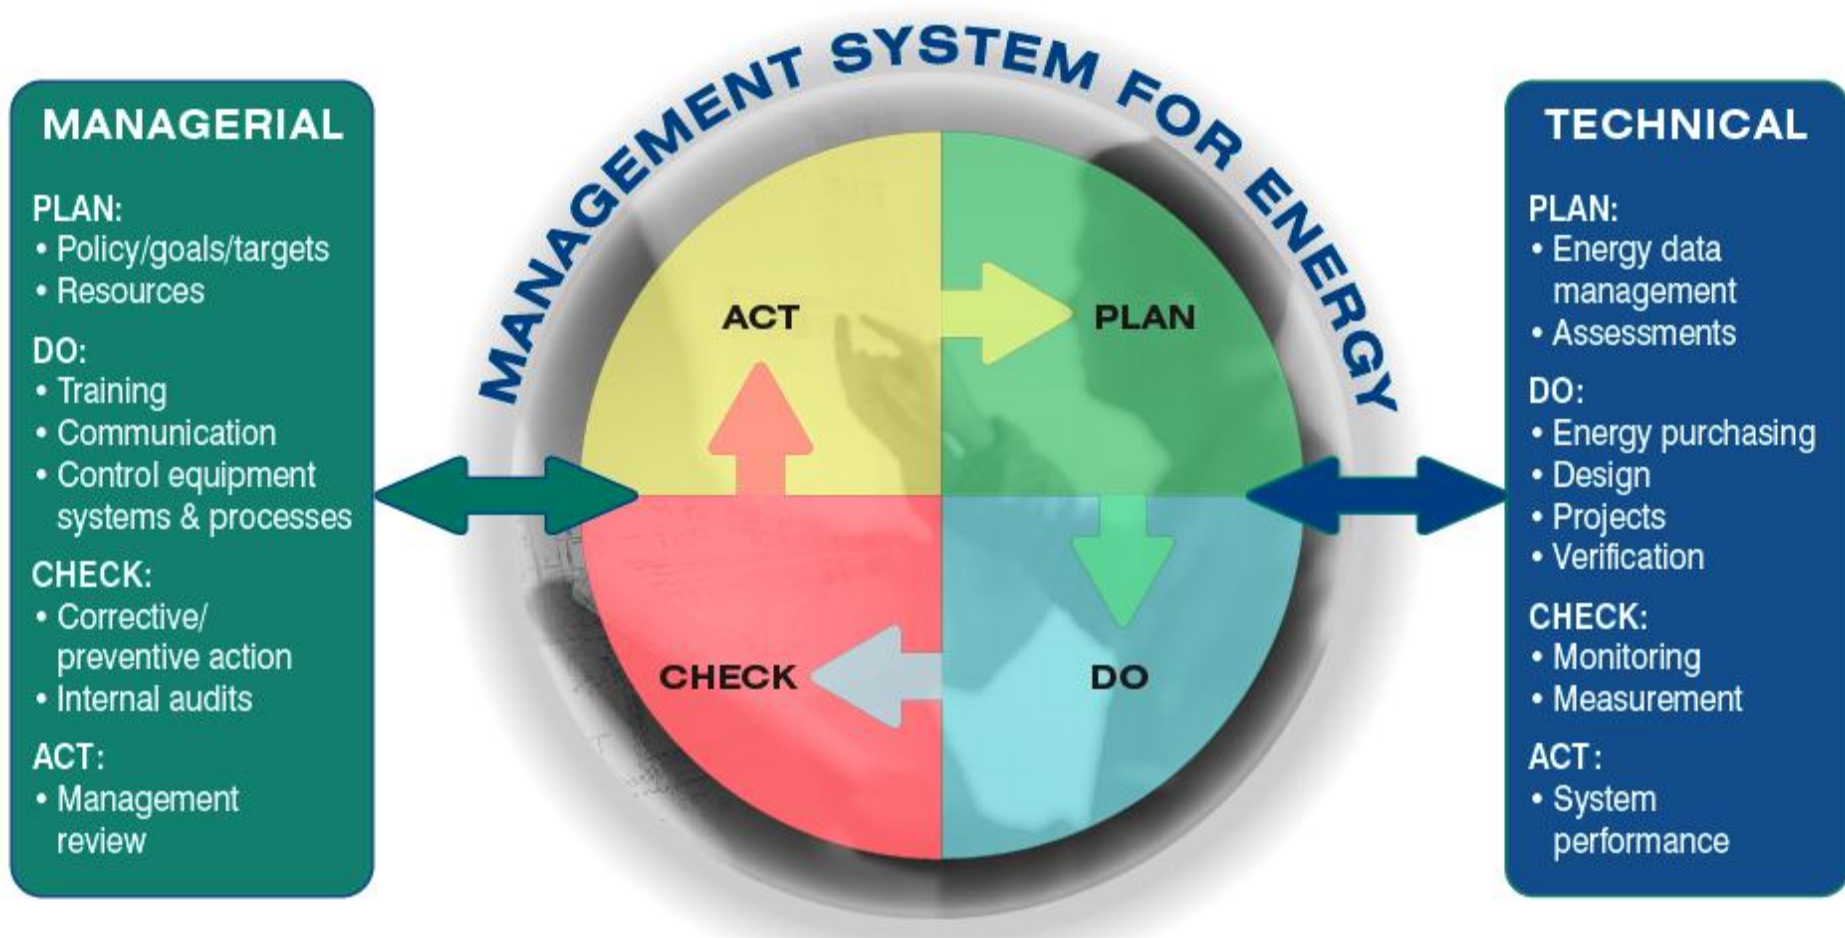 MANAGEMENT SYSTEM FOR ENERGY
MANAGERIAL
PLAN:
• Policy/goals/targets
• Resources
DO:
• Training
• Communication
• Control equipment
systems & processes
CHECK:
• Corrective/
preventive action
• Internal audits
ACT:
• Management
review
ACT
PLAN
CHECK
DO
TECHNICAL
PLAN:
• Energy data
management
• Assessments
DO:
• Energy purchasing
• Design
• Projects
• Verification
CHECK:
• Monitoring
• Measurement
ACT:
• System
performance